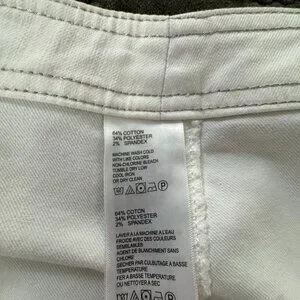 64% COTTON
34% POLYESTER
2% SPANDEX
MACHINE WASH COLD
WITH LIKE COLORS
NON-CHLORINE BLEACH
TUMBLE DRY LOW
COOL IRON
OR DRY CLEAN
64% COTTON
34% POLYESTER
2% SPANDEX
LAVER A LA MACHINE A L'EAU
FROIDE AVEC DES COULEURS
SEMBLABLES
AGENT DE BLANCHIMENT SANS
CHLORE
SECHER PAR CULBUTAGE A BASSE
TEMPERATURE
FER A BASSE TEMPERATURE
OU NETTOYER A SEC